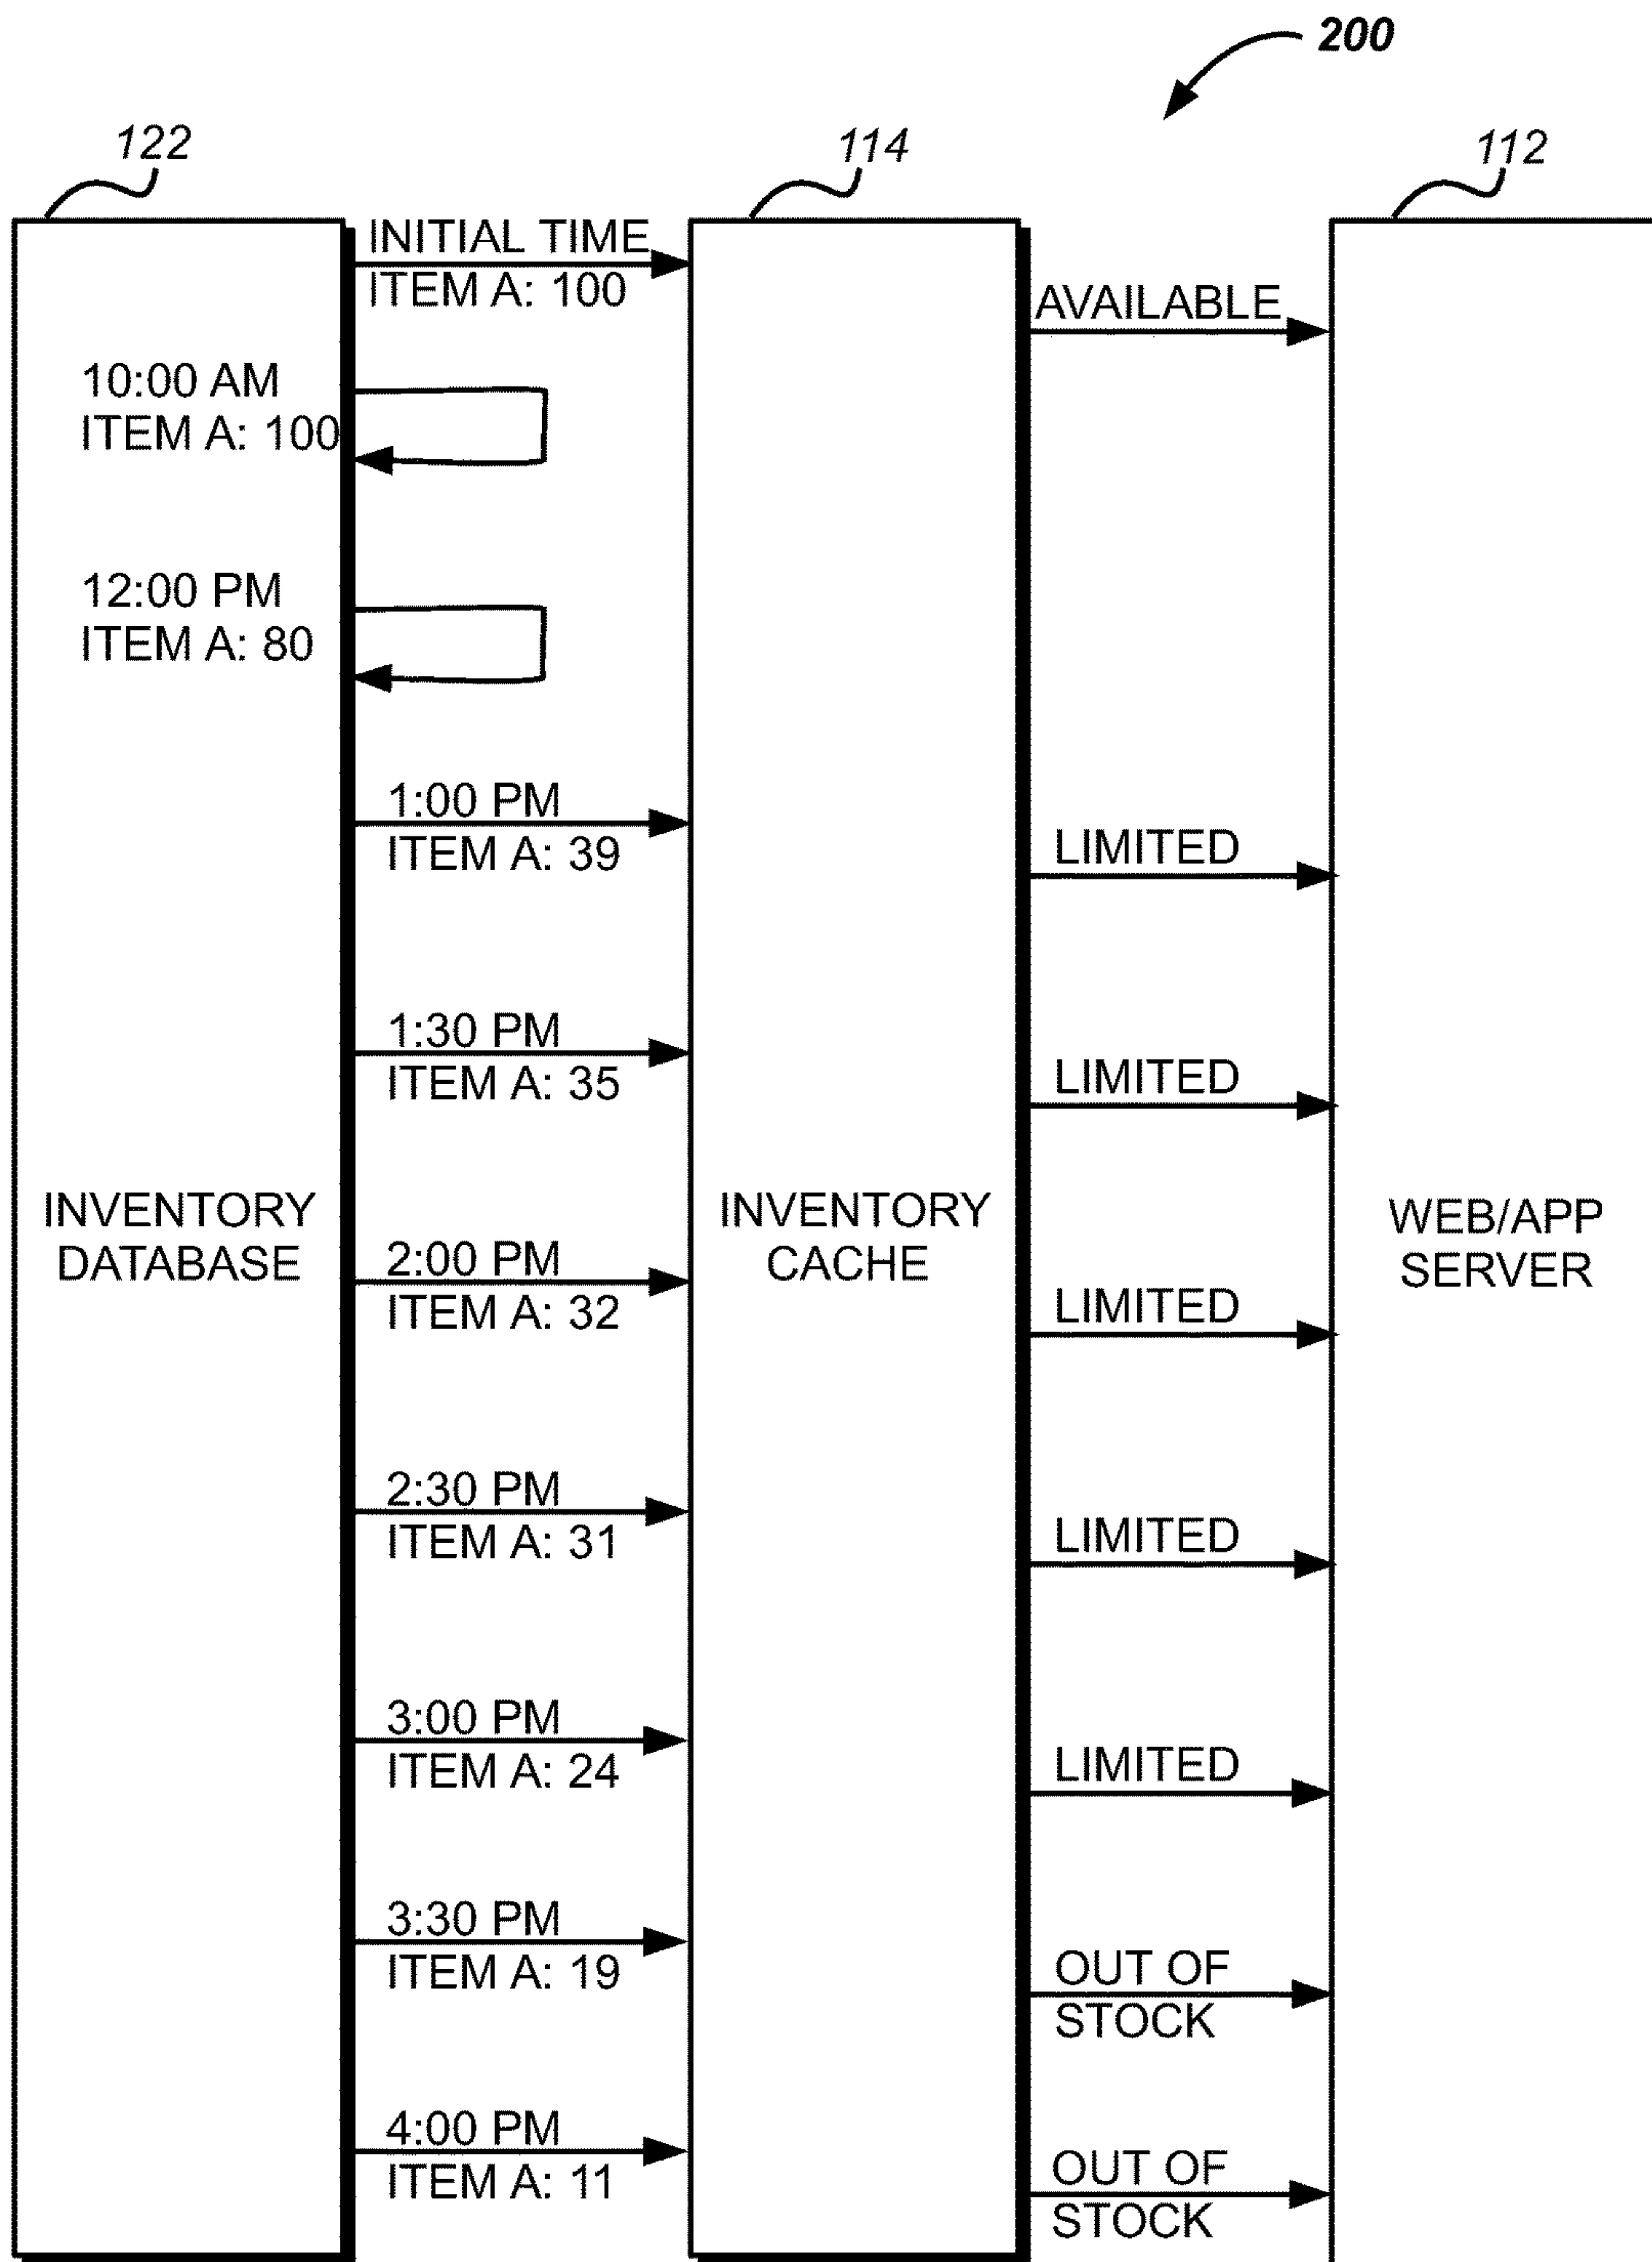 200
122
114
112
INITIAL TIME
ITEM A: 100
AVAILABLE
10:00 AM
ITEM A: 100
12:00 PM
ITEM A: 80
1:00 PM
ITEM A: 39
LIMITED
1:30 PM
ITEM A: 35
LIMITED
INVENTORY
DATABASE
INVENTORY
CACHE
WEB/APP
SERVER
2:00 PM
ITEM A: 32
LIMITED
2:30 PM
ITEM A: 31
LIMITED
3:00 PM
ITEM A: 24
LIMITED
3:30 PM
ITEM A: 19
OUT OF
STOCK
4:00 PM
ITEM A: 11
OUT OF
STOCK